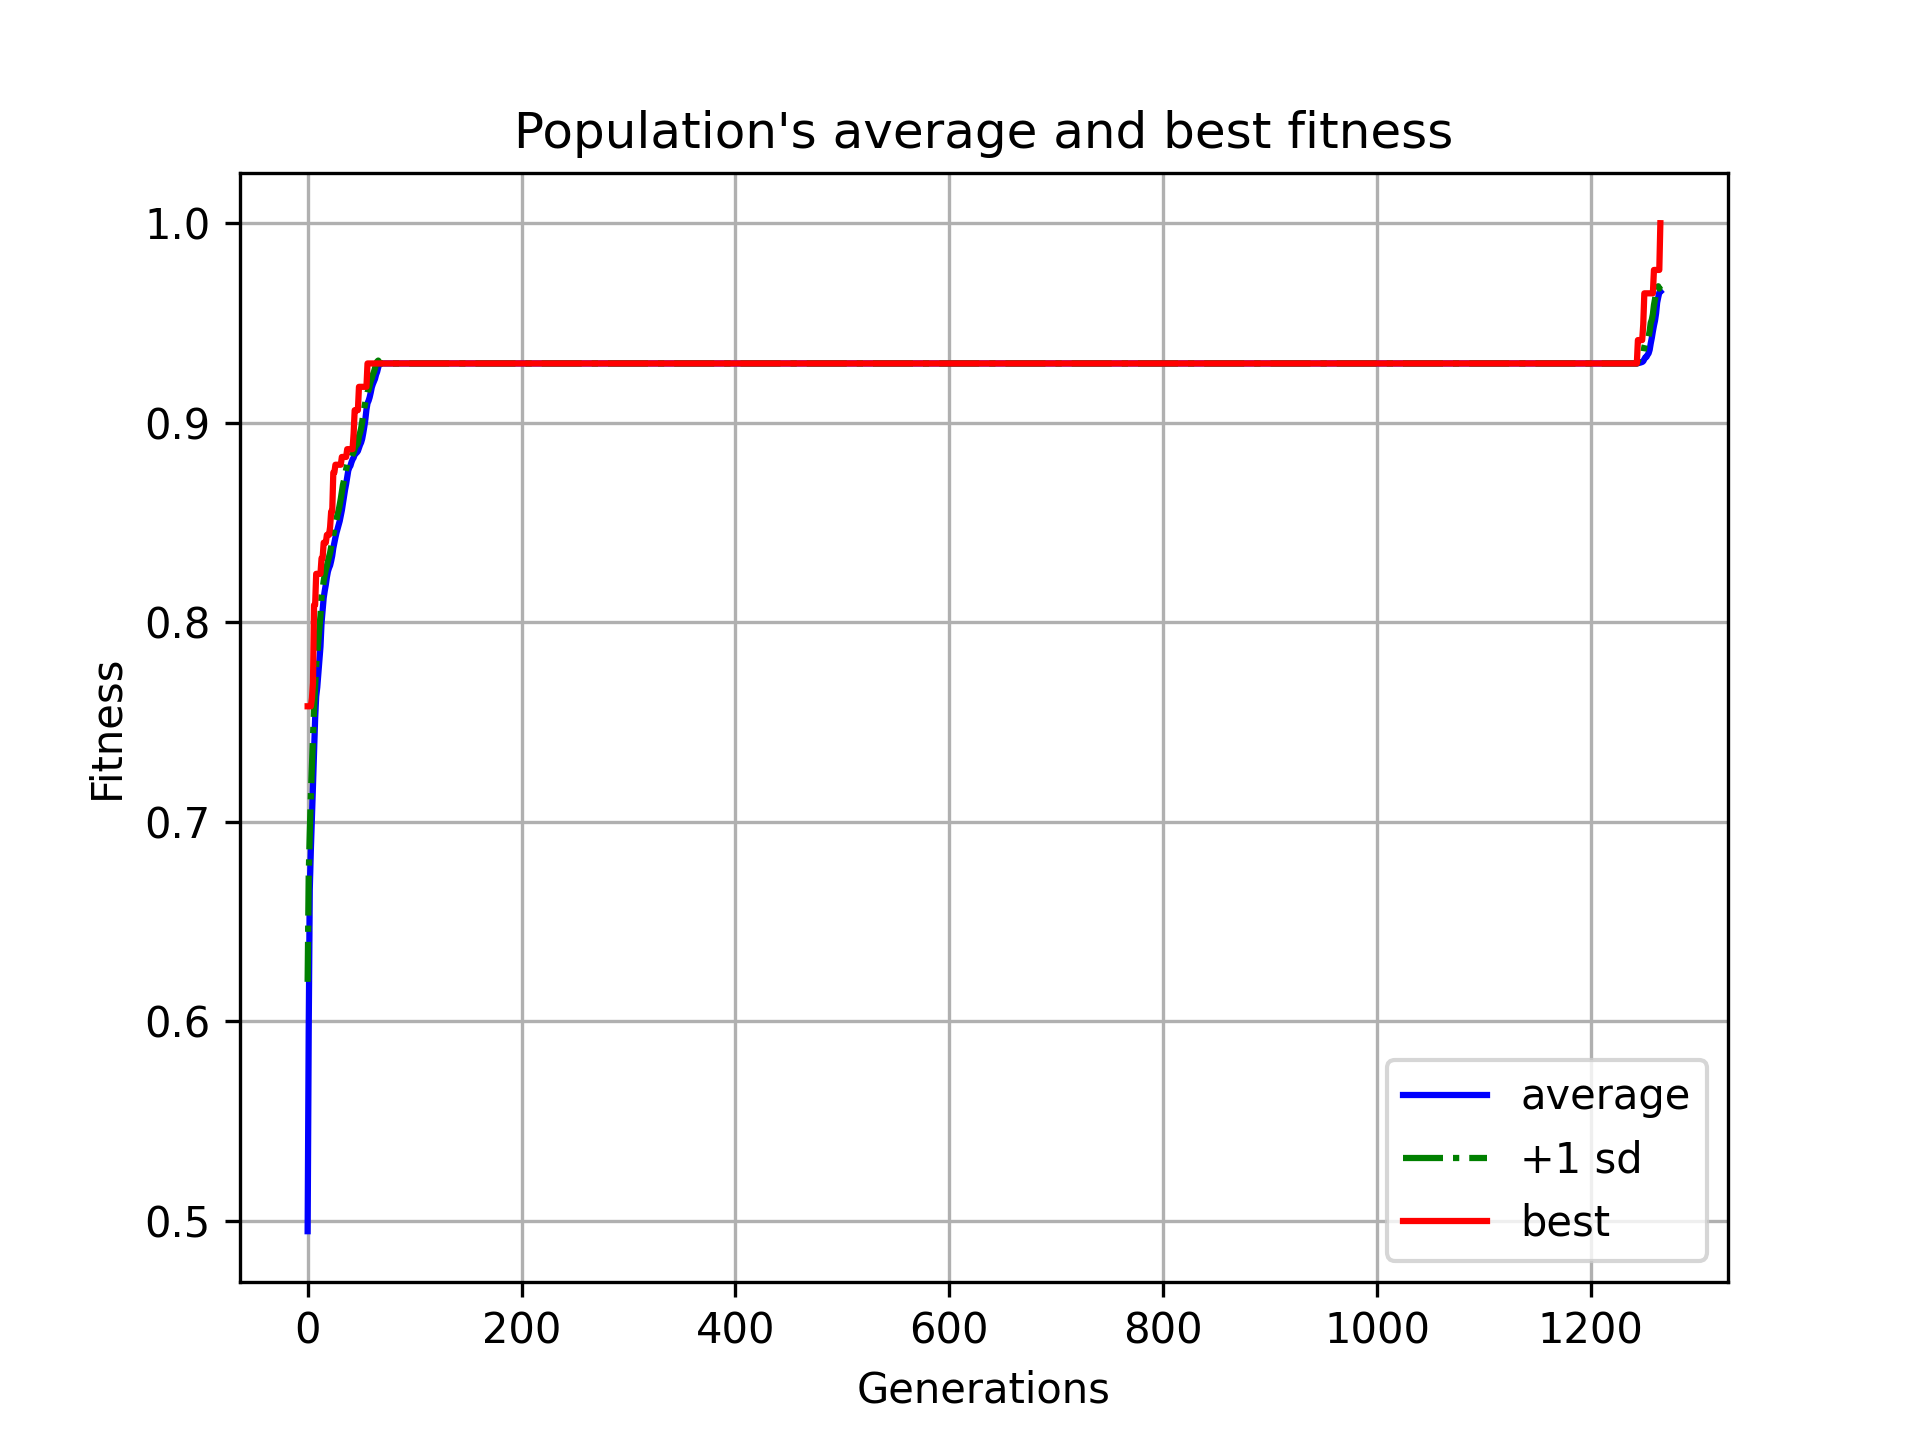 Population's average and best fitness
1.0
0.9
0.8
0.7
0.6
0.5
Fitness
average
+1 sd
best
0 200 400 600 800 1000 1200
Generations